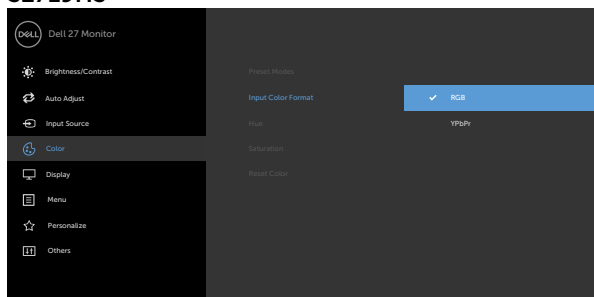 DELL Dell 27 Monitor
Brightness/Contrast
Preset Modes
Auto Adjust
Input Color Format
RGB
Input Source
Hue
YPbPr
Color
Saturation
Display
Reset Color
Menu
Personalize
Others